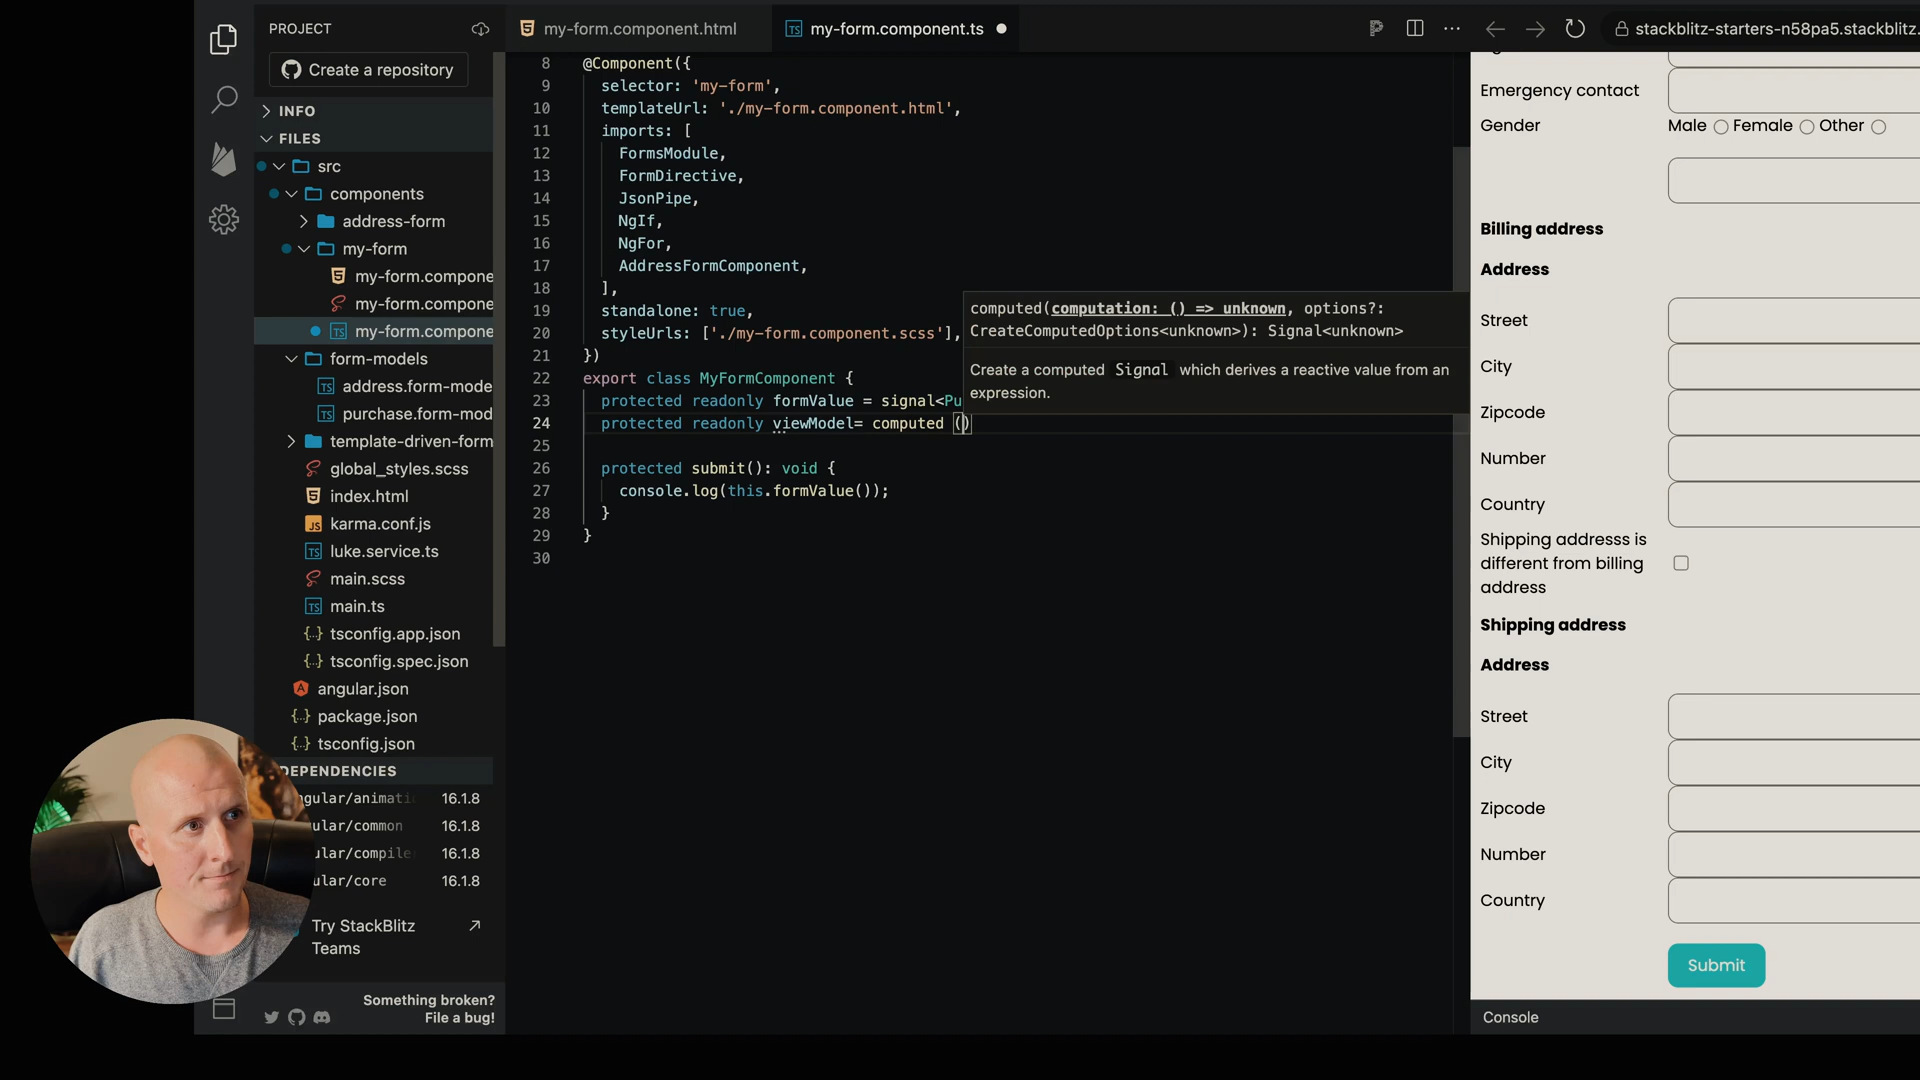 PROJECT
Create a repository
INFO
FILES
src
components
address-form
my-form
my-form.compone
my-form.compone
my-form.compone
form-models
address.form-mode
purchase.form-mod
template-driven-form
global_styles.scss
index.html
JS karma.conf.js
TS luke.service.ts
main.scss
TS main.ts
{..} tsconfig.app.json
{..} tsconfig.spec.json
angular.json
{..} package.json
{..} tsconfig.json
DEPENDENCIES
ngular/animati 16.1.8
ular/common 16.1.8
ular/compile 16.1.8
ular/core 16.1.8
Try StackBlitz
Teams
Something broken?
File a bug!
my-form.component.html
TS my-form.component.ts
8 @Component({
9 selector: 'my-form',
10 templateUrl: './my-form.component.html',
11 imports: [
12 FormsModule,
13 FormDirective,
14 JsonPipe,
15 NgIf,
16 NgFor,
17 AddressFormComponent,
18 ],
19 standalone: true,
20 styleUrls: ['./my-form.component.scss'],
21 })
22 export class MyFormComponent {
23 protected readonly formValue = signal<Pu
24 protected readonly viewModel= computed ()
25
26 protected submit(): void {
27 console.log(this.formValue());
28 }
29 }
30
computed(computation: () => unknown, options?:
CreateComputedOptions<unknown>): Signal<unknown>
Create a computed Signal which derives a reactive value from an
expression.
stackblitz-starters-n58pa5.stackblitz.
Emergency contact
Gender Male Female Other
Billing address
Address
Street
City
Zipcode
Number
Country
Shipping addresss is
different from billing
address
Shipping address
Address
Street
City
Zipcode
Number
Country
Submit
Console